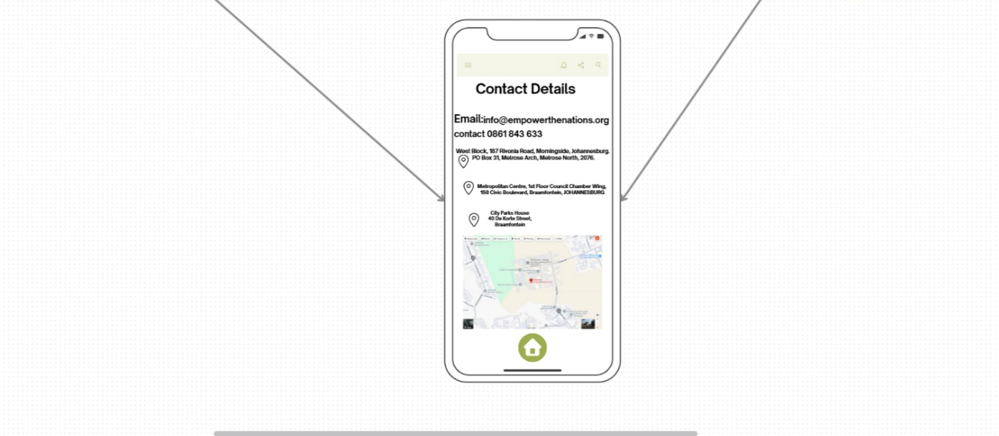 Contact Details
Email:info@empowerthenations.org
contact 0861 843 633
West Block, 187 Rivonia Road, Morningside, Johannesburg.
PO Box 31, Melrose Arch, Melrose North, 2076.
Metropolitan Centre, 1st Floor Council Chamber Wing,
158 Civic Boulevard, Braamfontein, JOHANNESBURG
City Parks House
40 De Korte Street,
Braamfontein